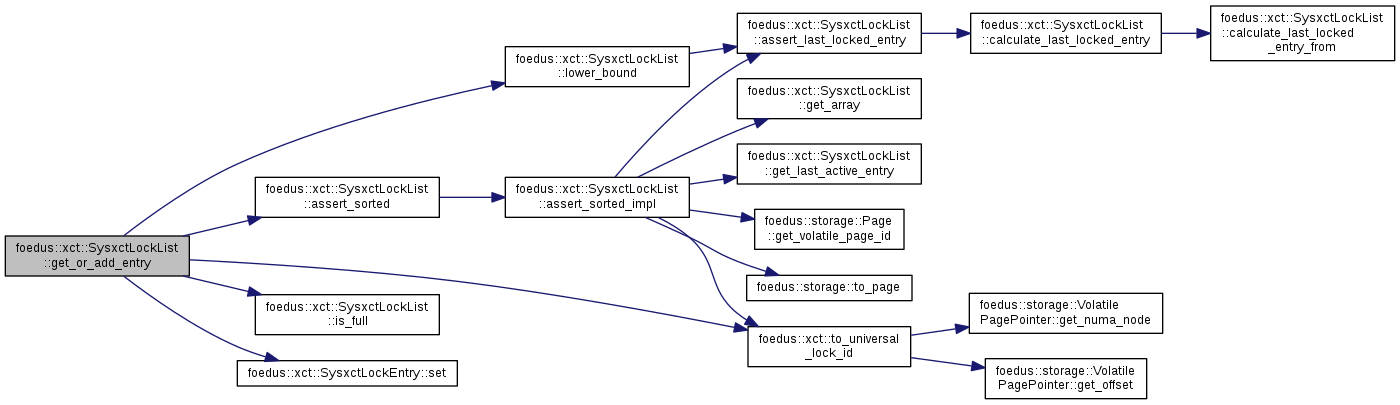 foedus::xct::SysxctLockList
::get_or_add_entry
foedus::xct::SysxctLockList
::lower_bound
foedus::xct::SysxctLockList
::assert_sorted
foedus::xct::SysxctLockList
::is_full
foedus::xct::SysxctLockEntry::set
foedus::xct::SysxctLockList
::assert_sorted_impl
foedus::xct::SysxctLockList
::assert_last_locked_entry
foedus::xct::SysxctLockList
::get_array
foedus::xct::SysxctLockList
::get_last_active_entry
foedus::storage::Page
::get_volatile_page_id
foedus::storage::to_page
foedus::xct::to_universal
_lock_id
foedus::xct::SysxctLockList
::calculate_last_locked_entry
foedus::xct::SysxctLockList
::calculate_last_locked
_entry_from
foedus::storage::Volatile
PagePointer::get_numa_node
foedus::storage::Volatile
PagePointer::get_offset